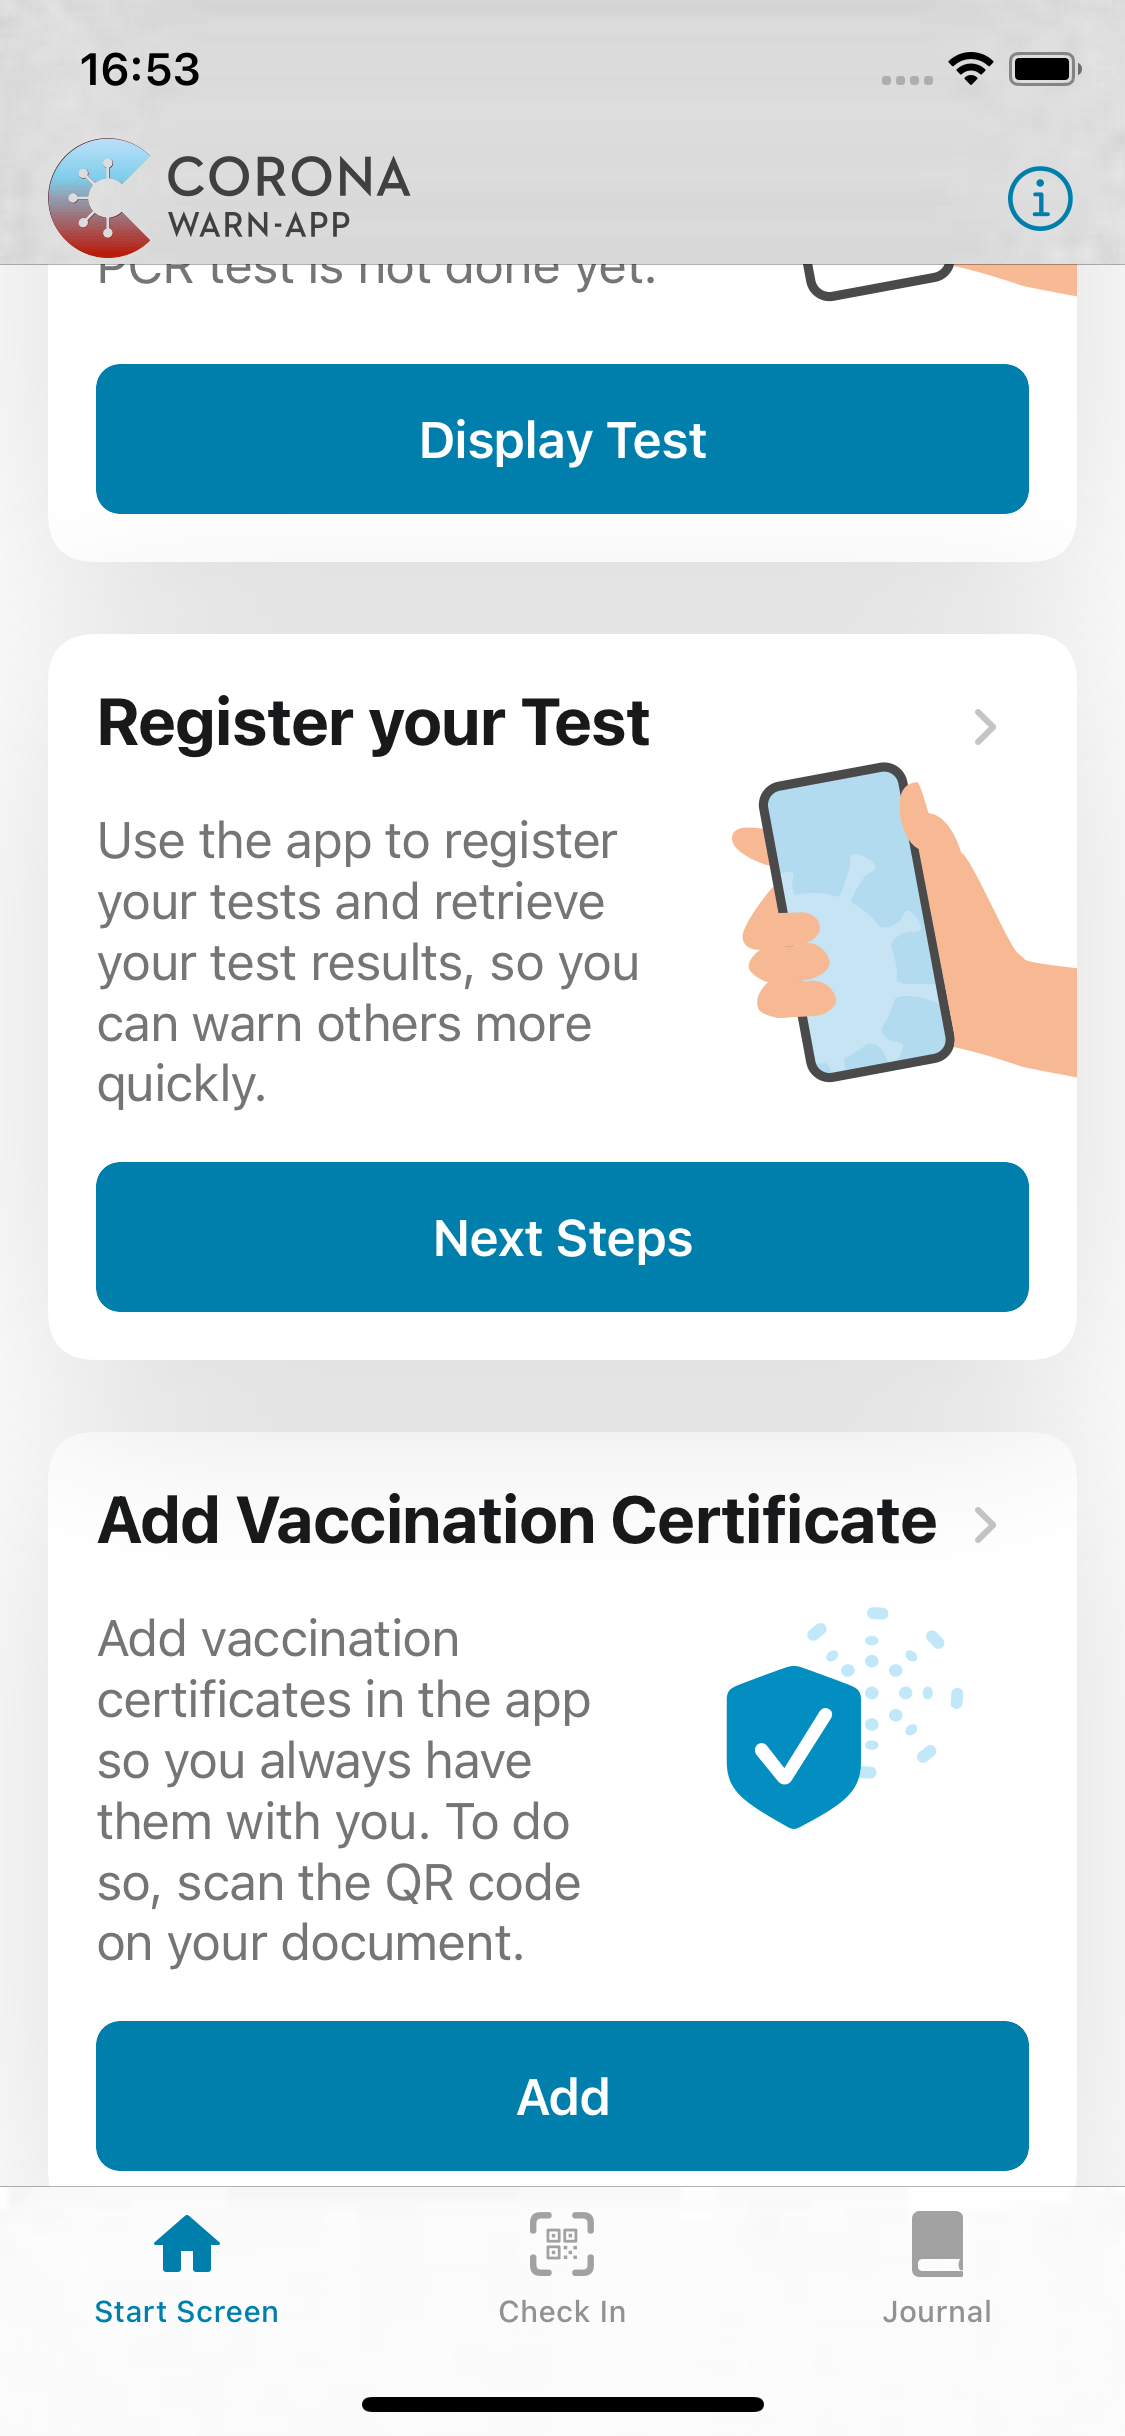 16:53
CORONA
WARN-APP
PCR test is not done yet.
Display Test
Register your Test
Use the app to register
your tests and retrieve
your test results, so you
can warn others more
quickly.
Next Steps
Add Vaccination Certificate
Add vaccination
certificates in the app
so you always have
them with you. To do
so, scan the QR code
on your document.
Add
Start Screen
Check In
Journal